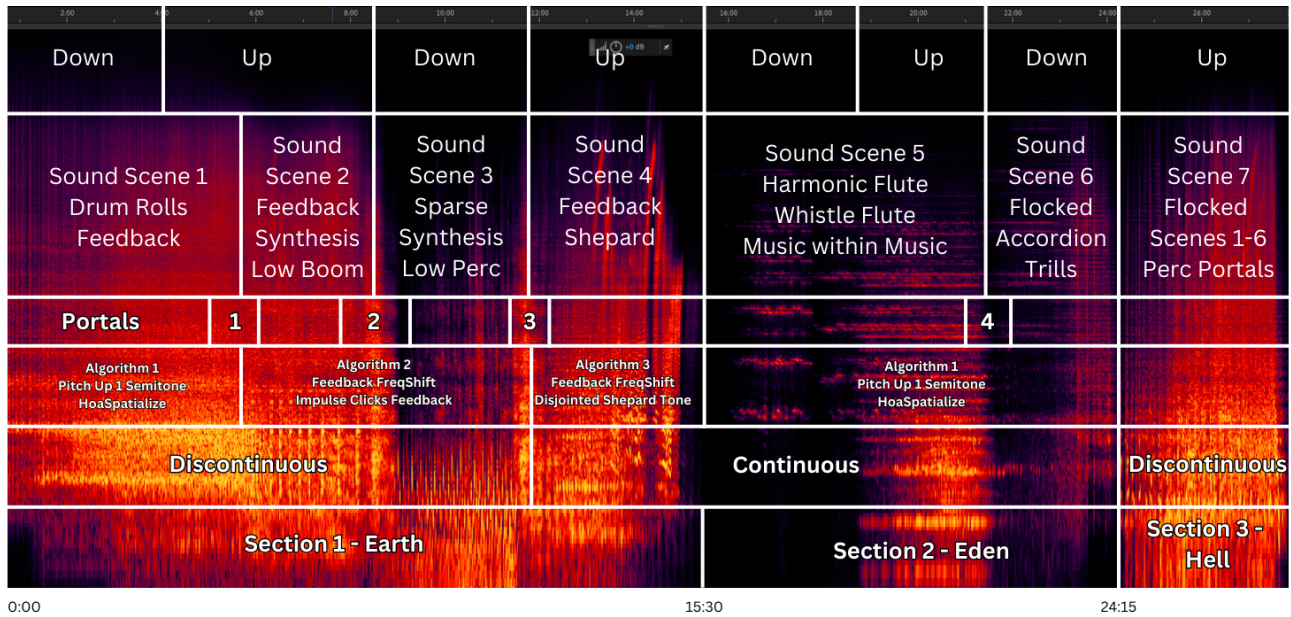 2:00
4:00
6:00
8:00
10:00
12:00
14:00
16:00
18:00
20:00
22:00
24:00
26:00
+0 dB
Down
Up
Down
Up
Down
Up
Down
Up
Sound Scene 1
Drum Rolls
Feedback
Sound
Scene 2
Feedback
Synthesis
Low Boom
Sound
Scene 3
Sparse
Synthesis
Low Perc
Sound
Scene 4
Feedback
Shepard
Sound Scene 5
Harmonic Flute
Whistle Flute
Music within Music
Sound
Scene 6
Flocked
Accordion
Trills
Sound
Scene 7
Flocked
Scenes 1-6
Perc Portals
Portals
1
2
3
4
Algorithm 1
Pitch Up 1 Semitone
HoaSpatialize
Algorithm 2
Feedback FreqShift
Impulse Clicks Feedback
Algorithm 3
Feedback FreqShift
Disjointed Shepard Tone
Algorithm 1
Pitch Up 1 Semitone
HoaSpatialize
Discontinuous
Continuous
Discontinuous
Section 1 - Earth
Section 2 - Eden
Section 3 -
Hell
0:00
15:30
24:15